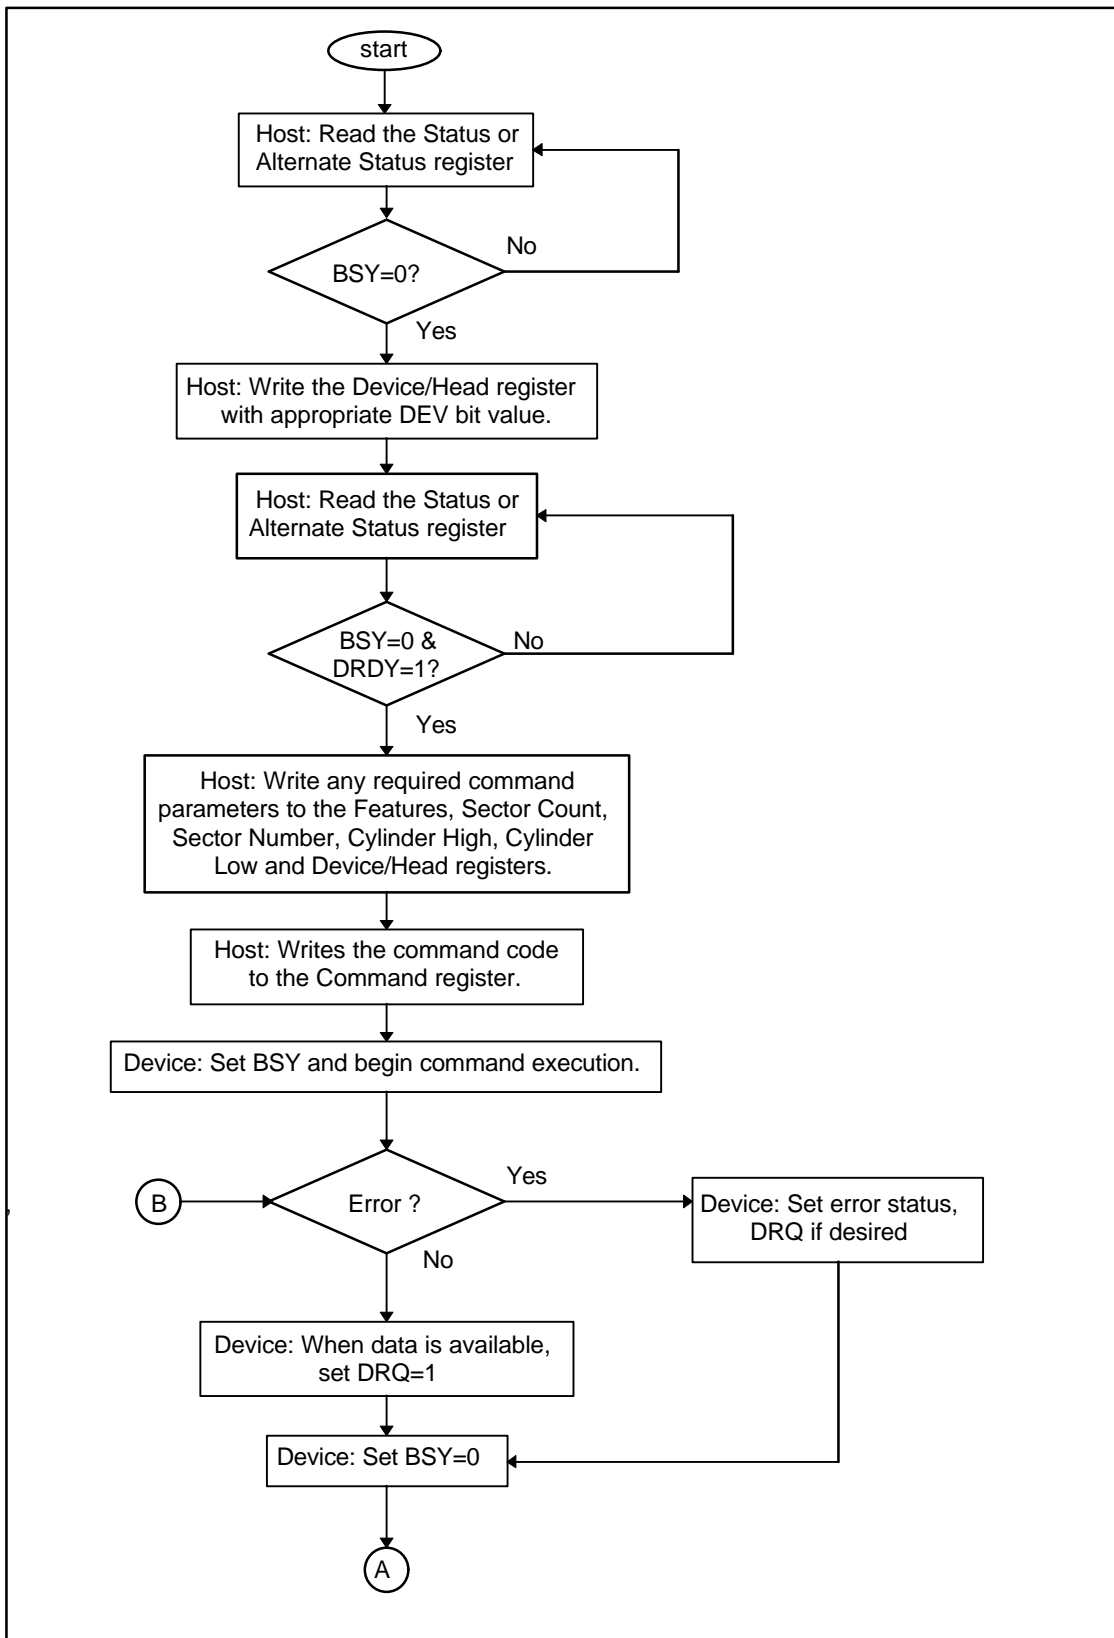 start
Host: Read the Status or
Alternate Status register
No
BSY=0?
Yes
Host: Write the Device/Head register
with appropriate DEV bit value.
Host: Read the Status or
Alternate Status register
BSY=0 &
DRDY=1?
No
Yes
Host: Write any required command
parameters to the Features, Sector Count,
Sector Number, Cylinder High, Cylinder
Low and Device/Head registers.
Host: Writes the command code
to the Command register.
Device: Set BSY and begin command execution.
Yes
B
Error ?
Device: Set error status,
DRQ if desired
,
No
Device: When data is available,
set DRQ=1
Device: Set BSY=0
A